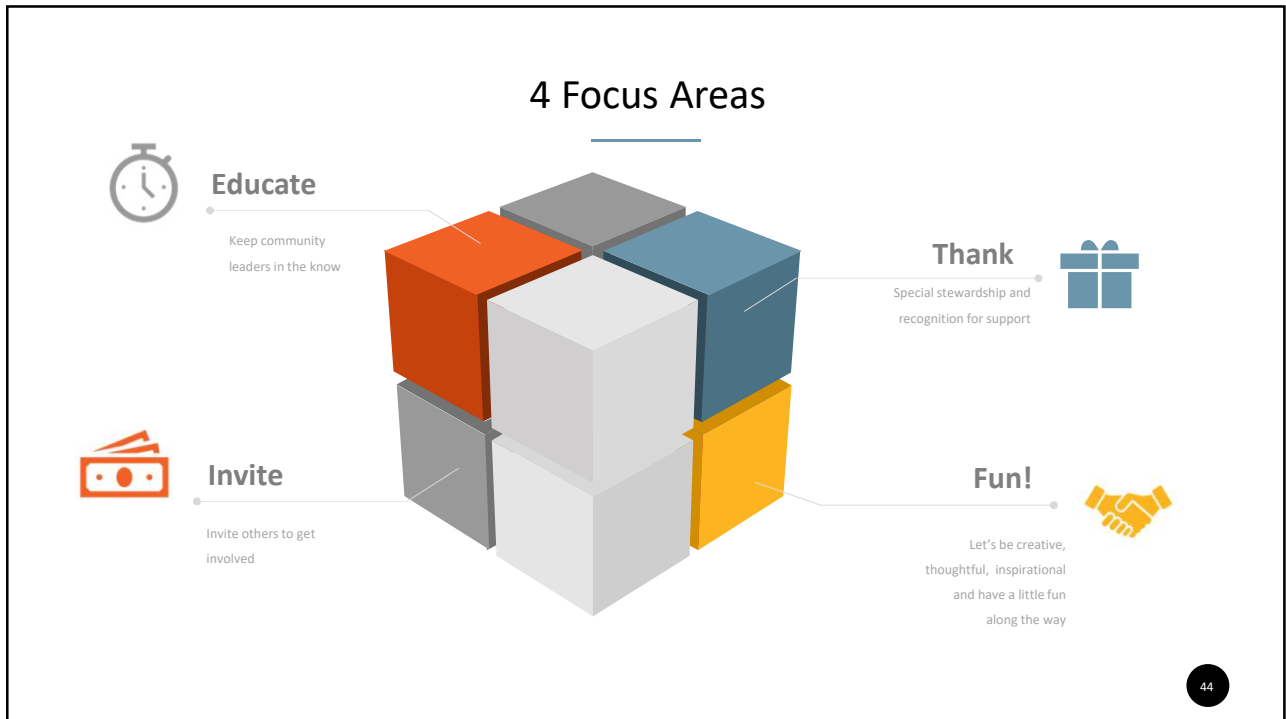 4 Focus Areas
Educate
Keep community
leaders in the know
Thank
Special stewardship and
recognition for support
Invite
Invite others to get
involved
Fun!
Let’s be creative,
thoughtful, inspirational
and have a little fun
along the way
44